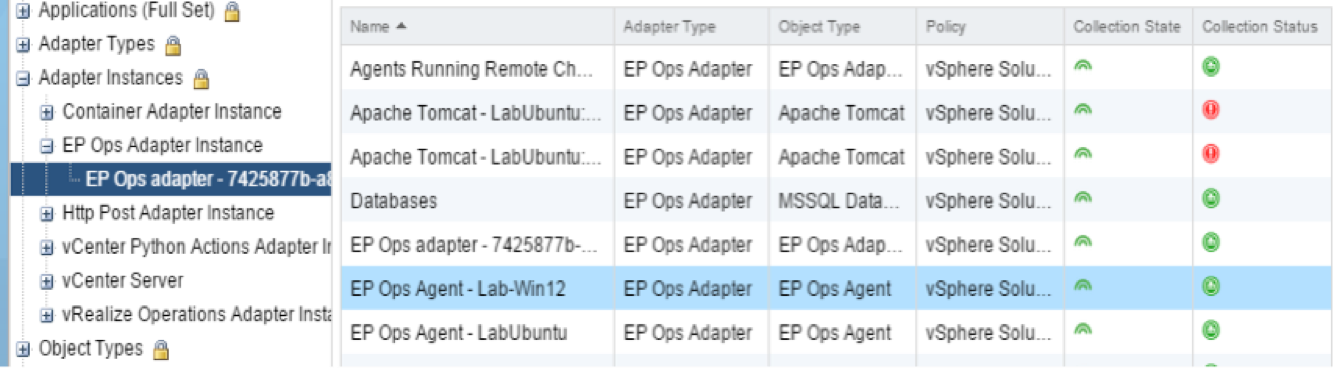 Applications (Full Set)
Adapter Types
Adapter Instances
Container Adapter Instance
EP Ops Adapter Instance
EP Ops adapter - 7425877b-a8
Http Post Adapter Instance
vCenter Python Actions Adapter In
vCenter Server
vRealize Operations Adapter Insta
Object Types
Name Adapter Type Object Type Policy Collection State Collection Status
Agents Running Remote Ch... EP Ops Adapter EP Ops Adap... vSphere Solu...
Apache Tomcat - LabUbuntu:... EP Ops Adapter Apache Tomcat vSphere Solu...
Apache Tomcat - LabUbuntu:... EP Ops Adapter Apache Tomcat vSphere Solu...
Databases EP Ops Adapter MSSQL Data... vSphere Solu...
EP Ops adapter - 7425877b-... EP Ops Adapter EP Ops Adap... vSphere Solu...
EP Ops Agent - Lab-Win12 EP Ops Adapter EP Ops Agent vSphere Solu...
EP Ops Agent - LabUbuntu EP Ops Adapter EP Ops Agent vSphere Solu...